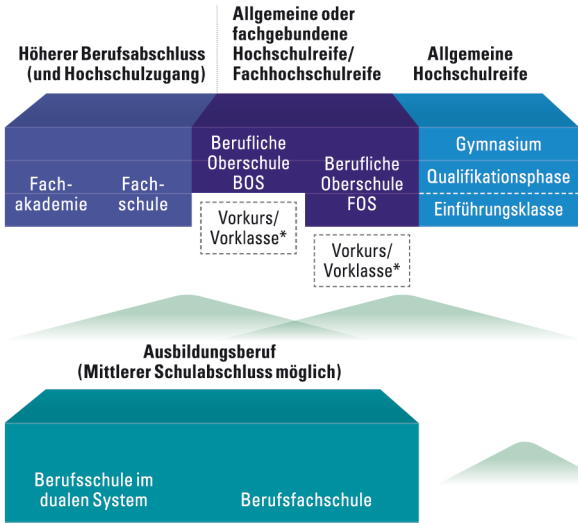 Höherer Berufsabschluss
(und Hochschulzugang)
Allgemeine oder
fachgebundene
Hochschulreife/
Fachhochschulreife
Allgemeine
Hochschulreife
Fach-
akademie
Fach-
schule
Berufliche
Oberschule
BOS
Vorkurs/
Vorklasse*
Berufliche
Oberschule
FOS
Vorkurs/
Vorklasse*
Gymnasium
Qualifikationsphase
Einführungsklasse
Ausbildungsberuf
(Mittlerer Schulabschluss möglich)
Berufsschule im
dualen System
Berufsfachschule